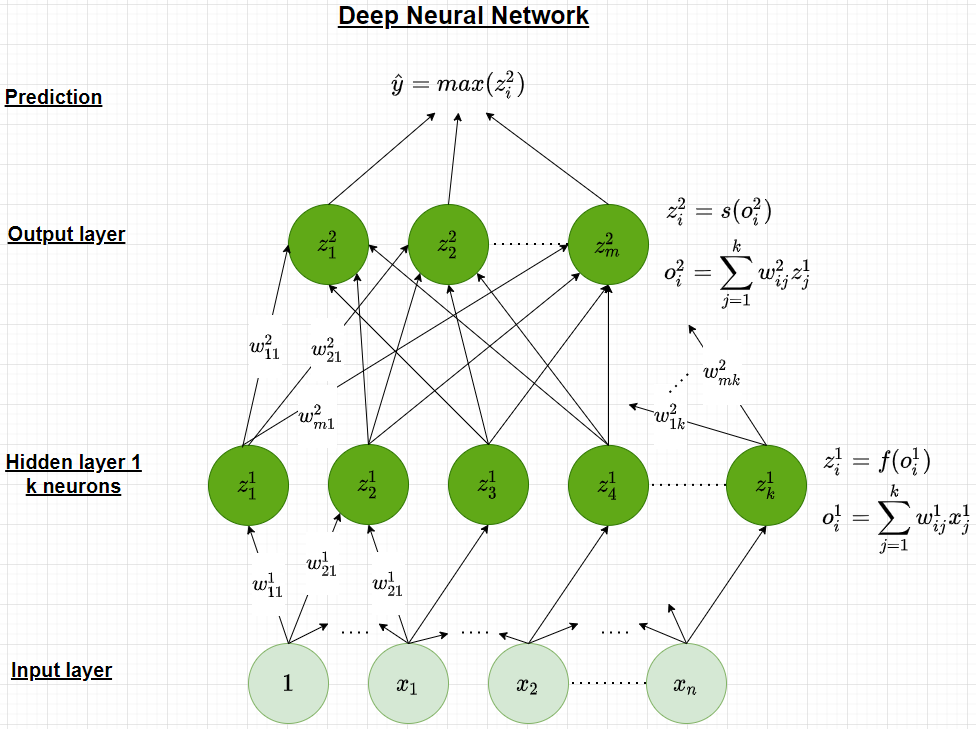 Deep Neural Network
Prediction
ŷ = max(z_i^2)
Output layer
z_1^2 z_2^2 ........ z_m^2
z_i^2 = s(o_i^2)
o_i^2 = \sum_{j=1}^{k} w_{ij}^2 z_j^1
w_{11}^2 w_{21}^2 w_{mk}^2
w_{m1}^2 w_{1k}^2
Hidden layer 1
k neurons
z_1^1 z_2^1 z_3^1 z_4^1 ........ z_k^1
z_i^1 = f(o_i^1)
o_i^1 = \sum_{j=1}^{k} w_{ij}^1 x_j^1
w_{11}^1 w_{21}^1 w_{21}^1
.... .... ....
Input layer
1 x_1 x_2 ........ x_n